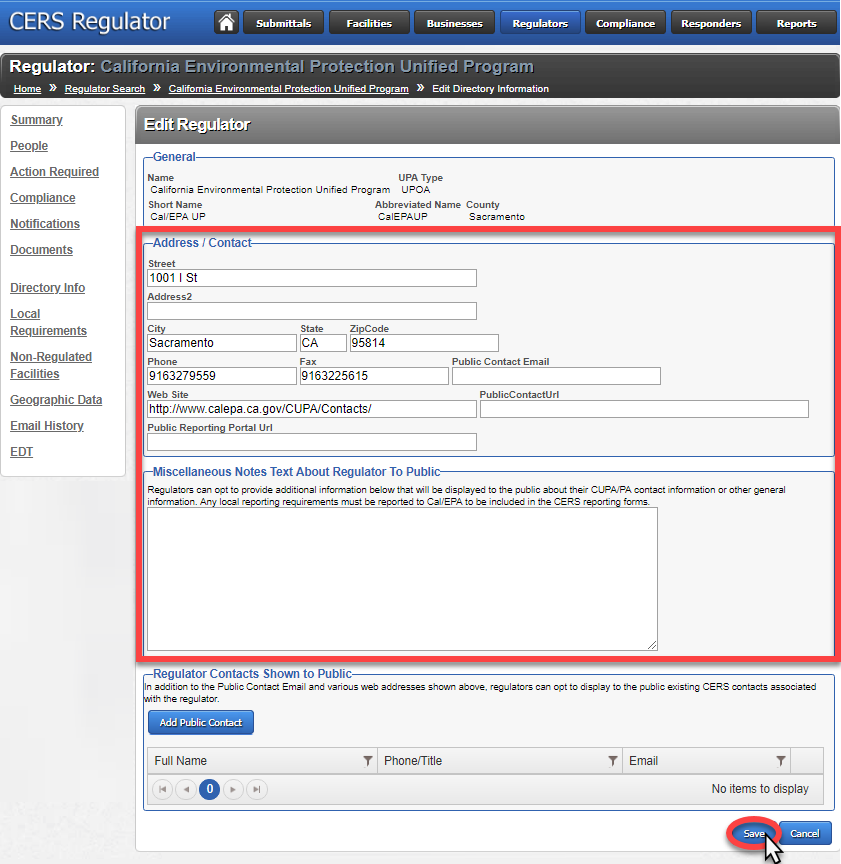 CERS Regulator
Submittals Facilities Businesses Regulators Compliance Responders Reports
Regulator: California Environmental Protection Unified Program
Home » Regulator Search » California Environmental Protection Unified Program » Edit Directory Information
Summary
People
Action Required
Compliance
Notifications
Documents
Directory Info
Local
Requirements
Non-Regulated
Facilities
Geographic Data
Email History
EDT
Edit Regulator
General
Name UPA Type
California Environmental Protection Unified Program UPOA
Short Name Abbreviated Name County
Cal/EPA UP CalEPAUP Sacramento
Address / Contact
Street
1001 I St
Address2
City State ZipCode
Sacramento CA 95814
Phone Fax Public Contact Email
9163279559 9163225615
Web Site PublicContactUrl
http://www.calepa.ca.gov/CUPA/Contacts/
Public Reporting Portal Url
Miscellaneous Notes Text About Regulator To Public
Regulators can opt to provide additional information below that will be displayed to the public about their CUPA/PA contact information or other general
information. Any local reporting requirements must be reported to Cal/EPA to be included in the CERS reporting forms.
Regulator Contacts Shown to Public
In addition to the Public Contact Email and various web addresses shown above, regulators can opt to display to the public existing CERS contacts associated
with the regulator.
Add Public Contact
Full Name Phone/Title Email
0 No items to display
Save Cancel